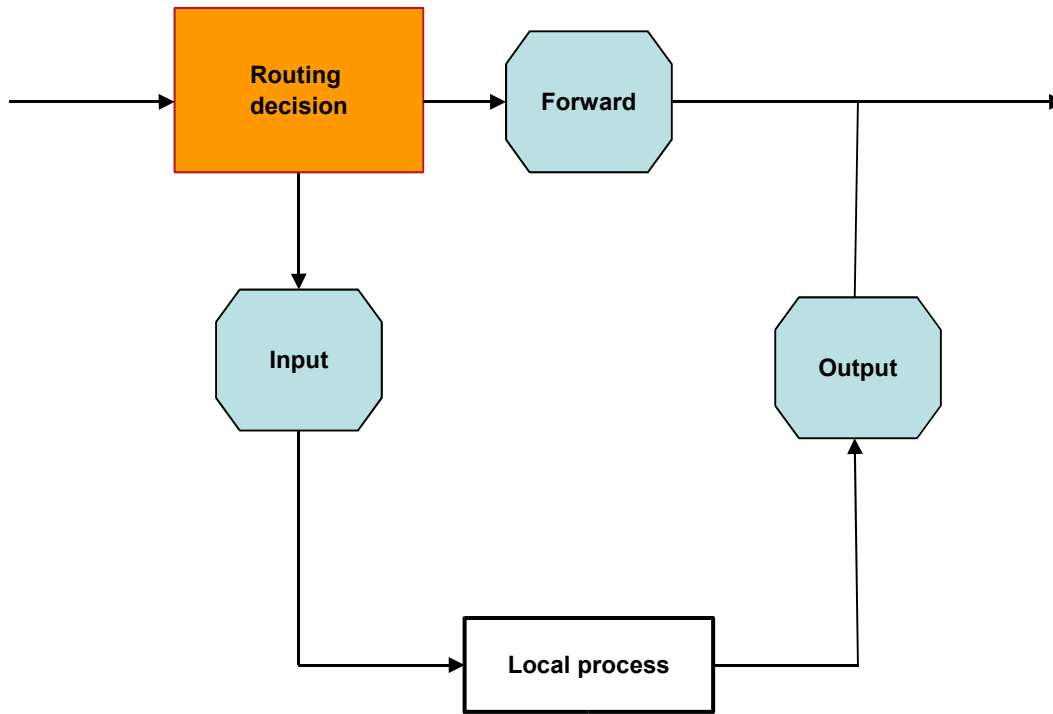 Routing
decision
Forward
Input
Output
Local process